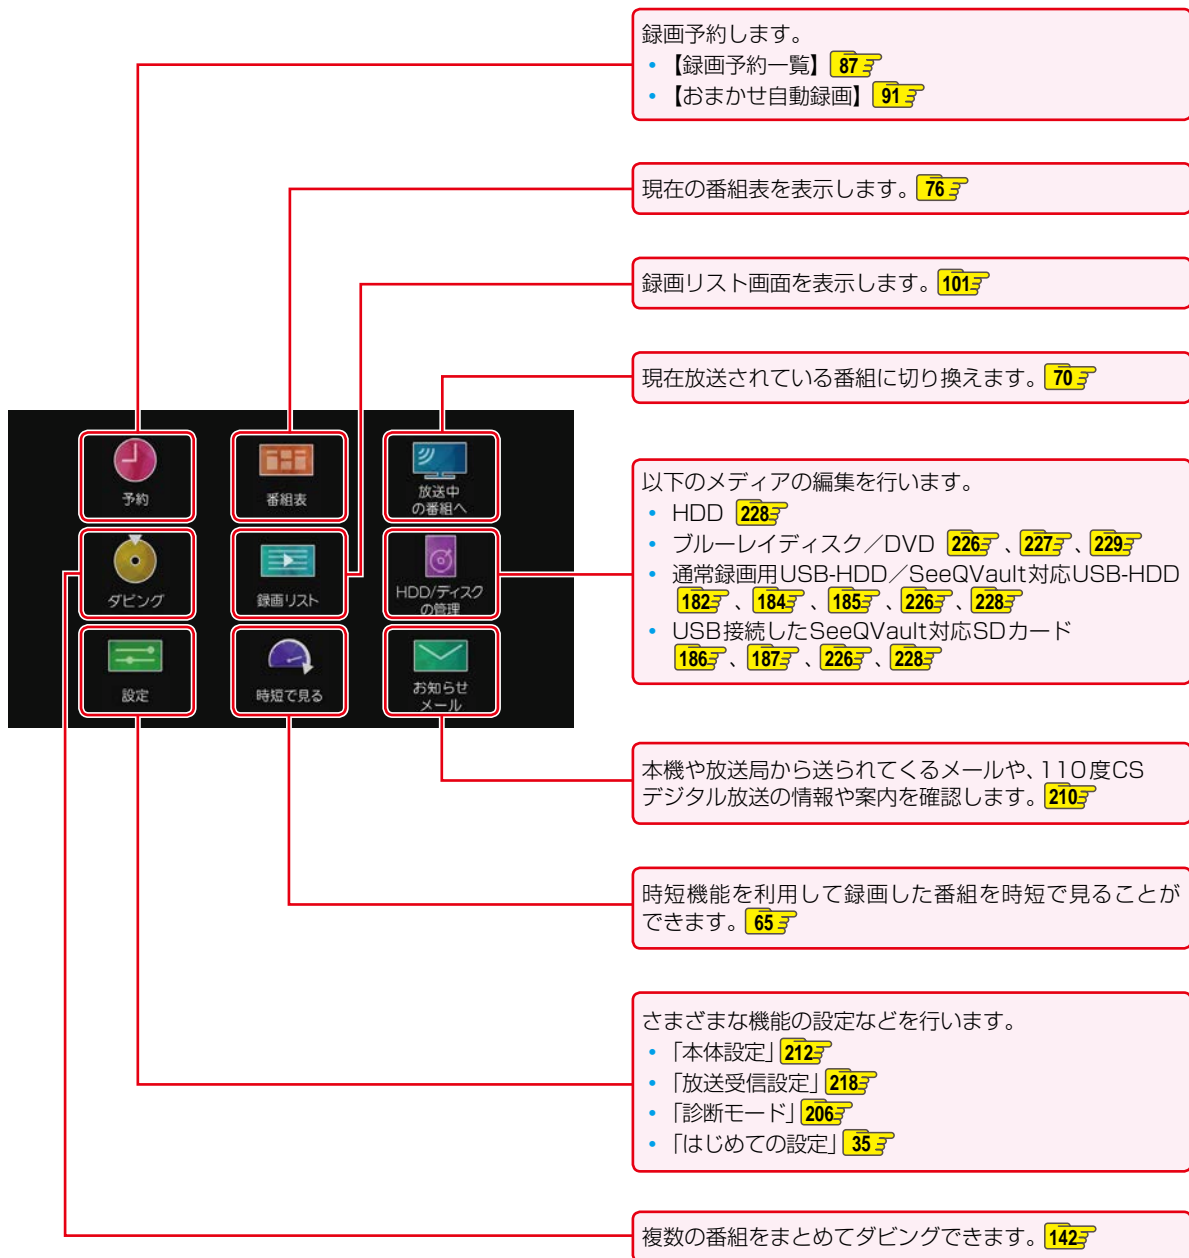 録画予約します。
• 【録画予約一覧】 87
• 【おまかせ自動録画】 91
現在の番組表を表示します。 76
録画リスト画面を表示します。 101
現在放送されている番組に切り換えます。 70
予約
番組表
放送中
の番組へ
ダビング
録画リスト
HDD/ディスク
の管理
設定
時短で見る
お知らせ
メール
以下のメディアの編集を行います。
• HDD 228
• ブルーレイディスク／DVD 226 、 227 、 229
• 通常録画用USB-HDD／SeeQVault対応USB-HDD
182 、 184 、 185 、 226 、 228
• USB接続したSeeQVault対応SDカード
186 、 187 、 226 、 228
本機や放送局から送られてくるメールや、110度CS
デジタル放送の情報や案内を確認します。 210
時短機能を利用して録画した番組を時短で見ることが
できます。 65
さまざまな機能の設定などを行います。
• 「本体設定」 212
• 「放送受信設定」 218
• 「診断モード」 206
• 「はじめての設定」 35
複数の番組をまとめてダビングできます。 142